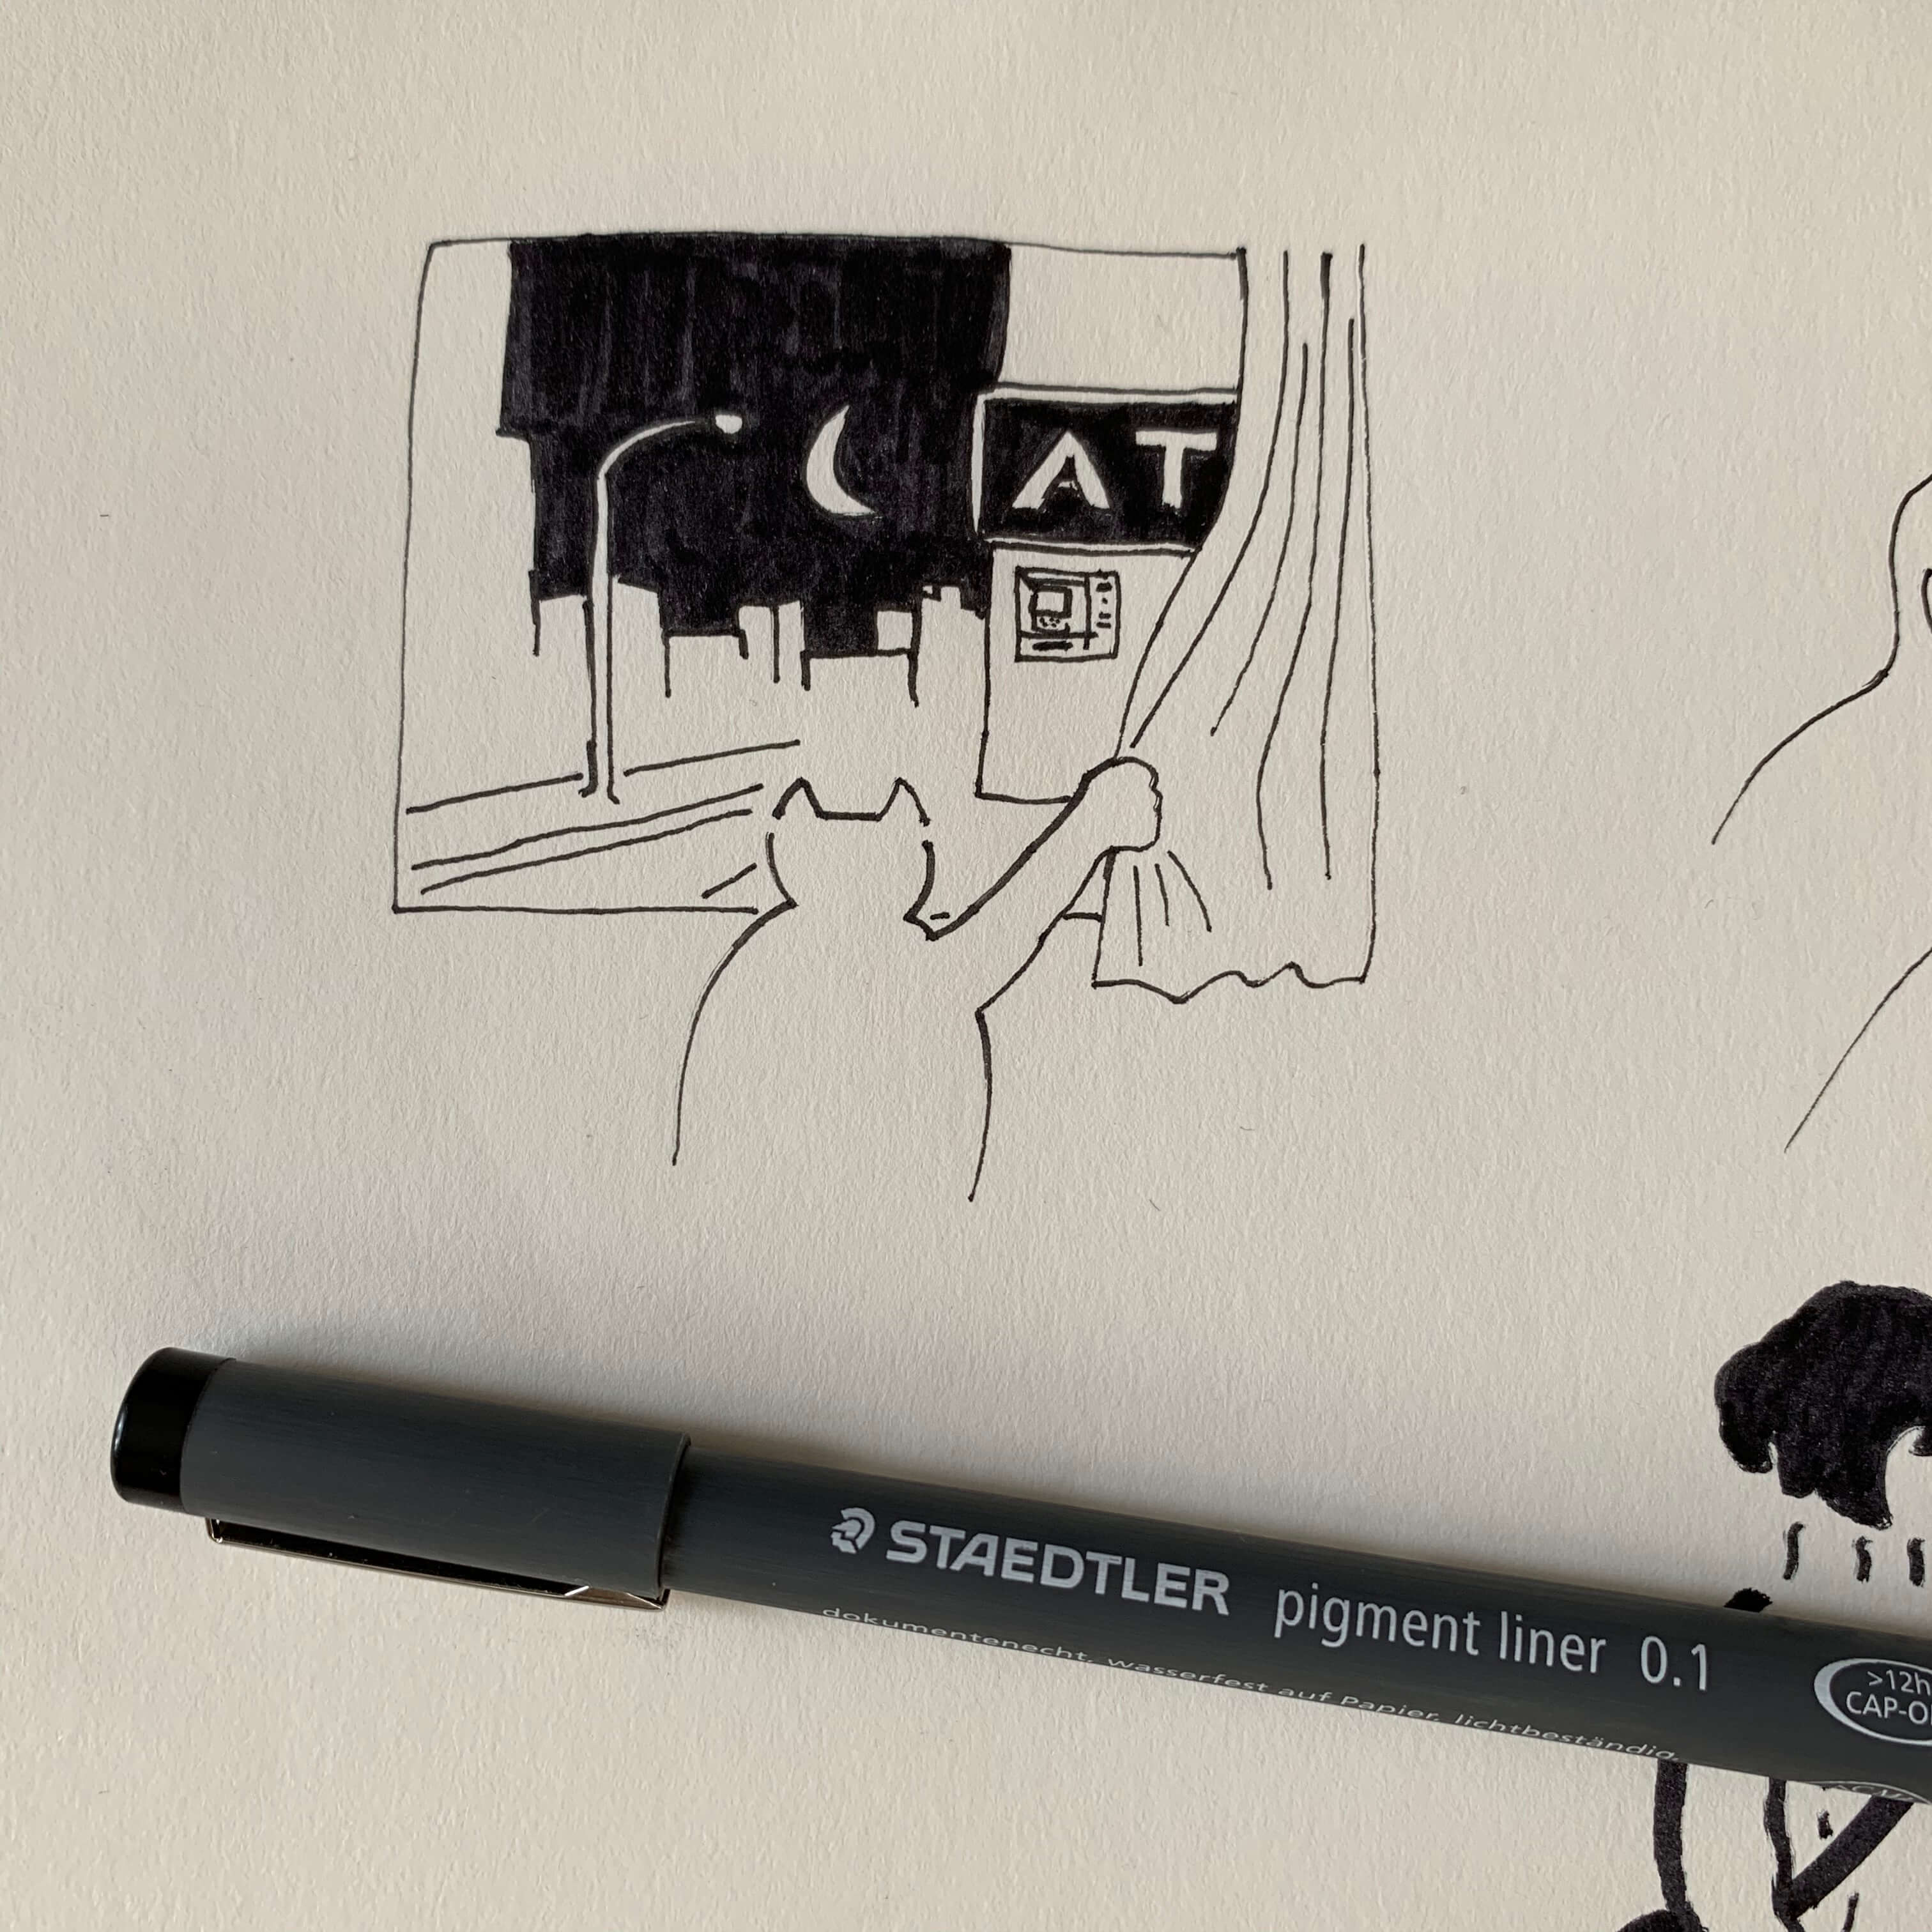 AT
STAEDTLER pigment liner 0.1
dokumentenecht. wasserfest auf Papier. lichtbeständig.
>12h
CAP-O